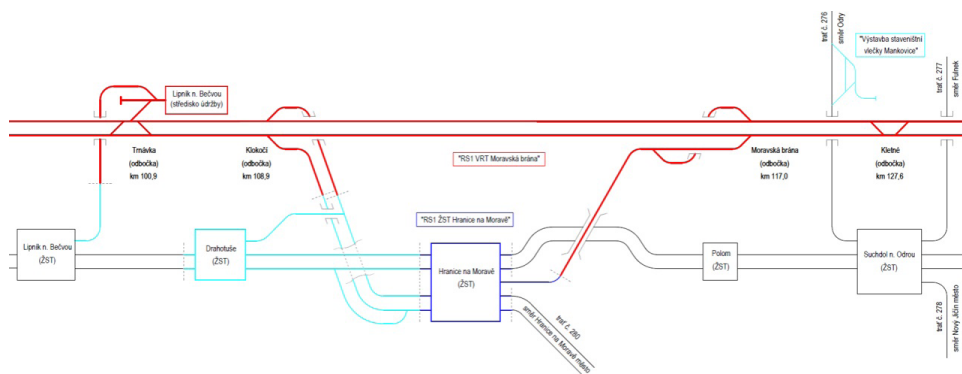 trať č. 276
směr Odry
"Výstavba staveništní
vlečky Mankovice"
trať č. 277
směr Fulnek
Lipník n. Bečvou
(středisko údržby)
Trnávka
(odbočka)
km 100,9
Klokočí
(odbočka)
km 108,9
"RS1 VRT Moravská brána"
Moravská brána
(odbočka)
km 117,0
Kletné
(odbočka)
km 127,6
"RS1 ŽST Hranice na Moravě"
Lipník n. Bečvou
(ŽST)
Drahotuše
(ŽST)
Hranice na Moravě
(ŽST)
Polom
(ŽST)
Suchdol n. Odrou
(ŽST)
trať č. 280
směr Hranice na Moravě město
trať č. 278
směr Nový Jičín město